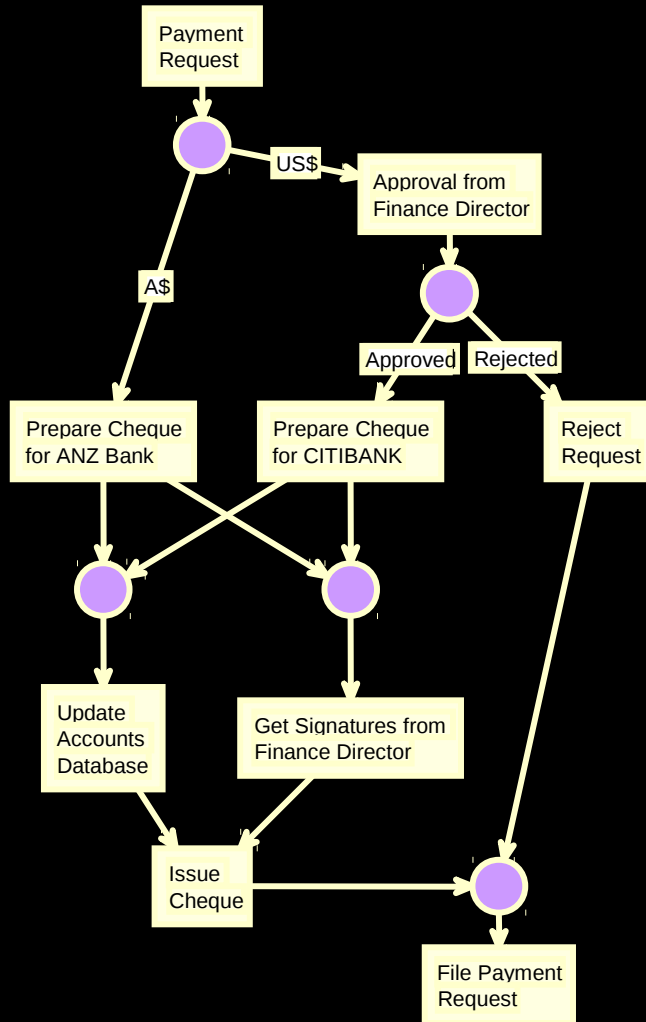 Payment
Request
US$
Approval from
Finance Director
A$
Approved
Rejected
Prepare Cheque
for ANZ Bank
Prepare Cheque
for CITIBANK
Reject
Request
Update
Accounts
Database
Get Signatures from
Finance Director
Issue
Cheque
File Payment
Request